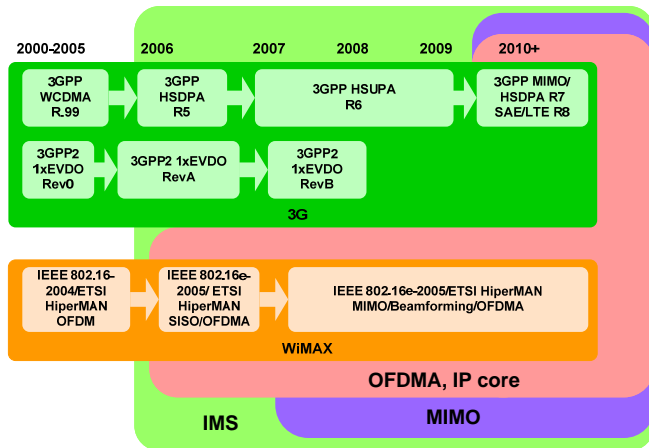 2000-2005 2006 2007 2008 2009 2010+
3GPP
WCDMA
R.99
3GPP
HSDPA
R5
3GPP HSUPA
R6
3GPP MIMO/
HSDPA R7
SAE/LTE R8
3GPP2
1xEVDO
Rev0
3GPP2 1xEVDO
RevA
3GPP2
1xEVDO
RevB
3G
IEEE 802.16-
2004/ETSI
HiperMAN
OFDM
IEEE 802.16e-
2005/ ETSI
HiperMAN
SISO/OFDMA
IEEE 802.16e-2005/ETSI HiperMAN
MIMO/Beamforming/OFDMA
WiMAX
OFDMA, IP core
IMS
MIMO